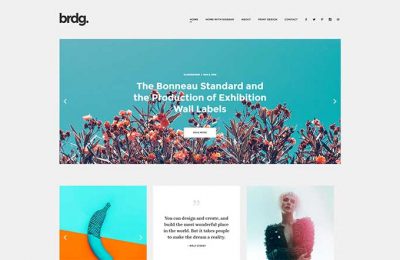 brdg.
HOME WORK WITH SIDEBAR ABOUT PRINT DESIGN CONTACT
The Bonneau Standard and
the Production of Exhibition
Wall Labels
READ MORE
You can design and create, and
build the most wonderful place
in the world. But it takes people
to make the dream a reality.
- WALT DISNEY